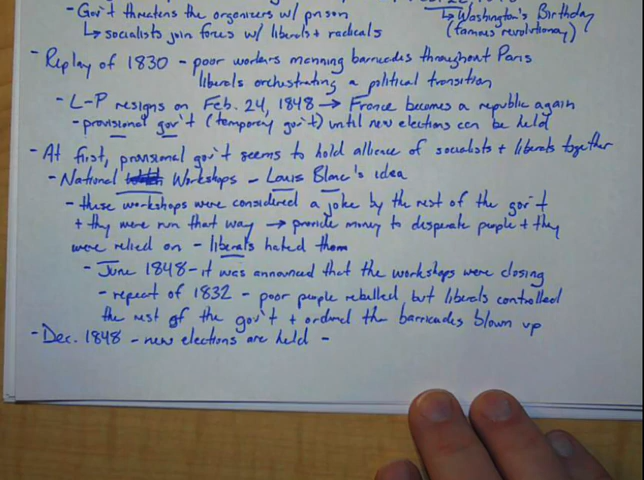 - Gov't threatens the organizers w/ prison
↳ Washington's Birthday
↳ socialists join forces w/ liberals + radicals
(famous revolutionary)
- Replay of 1830 - poor workers manning barricades throughout Paris
liberals orchestrating a political transition
- L-P resigns on Feb. 24, 1848 → France becomes a republic again
- provisional gov't (temporary gov't) until new elections can be held
- At first, provisional gov't seems to hold alliance of socialists + liberals together
- National Workshops - Louis Blanc's idea
- these workshops were considered a joke by the rest of the gov't
+ they were run that way → provide money to desperate people + they
were relied on - liberals hated them
- June 1848 - it was announced that the workshops were closing
- repeat of 1832 - poor people rebelled, but liberals controlled
the rest of the gov't + ordered the barricades blown up
- Dec. 1848 - new elections are held -